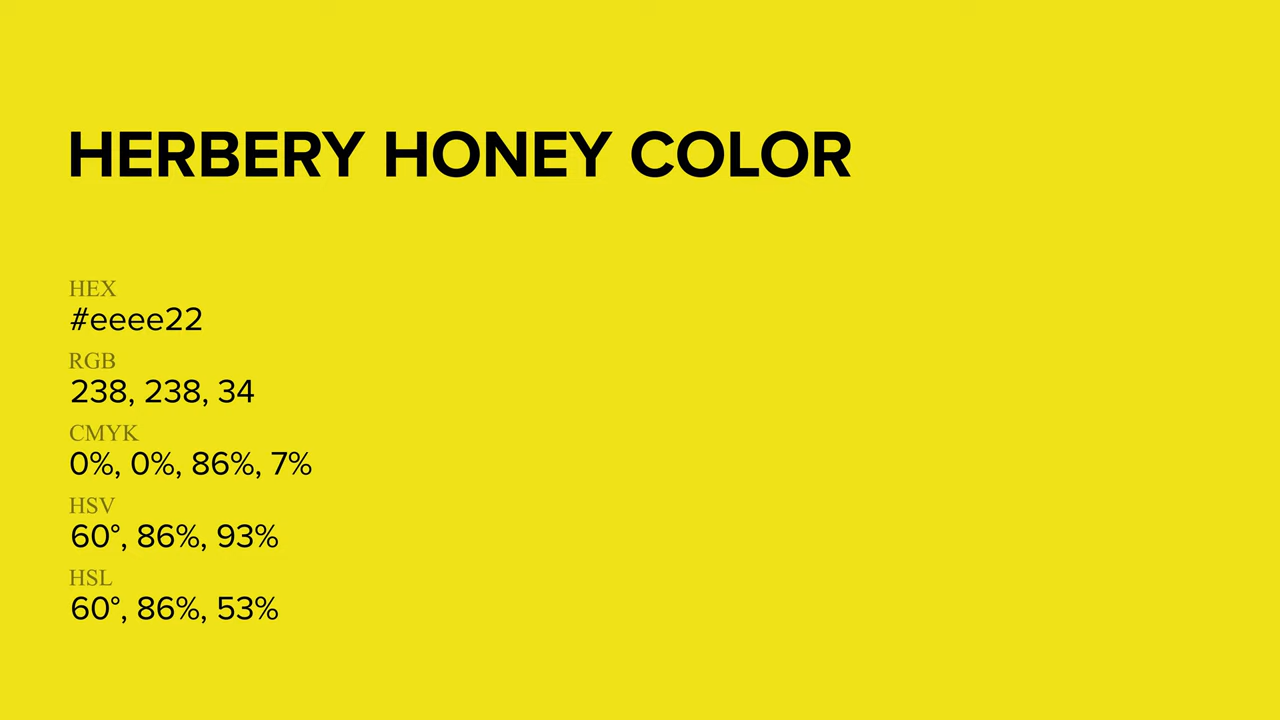 HERBERY HONEY COLOR
HEX
#eeee22
RGB
238, 238, 34
CMYK
0%, 0%, 86%, 7%
HSV
60°, 86%, 93%
HSL
60°, 86%, 53%